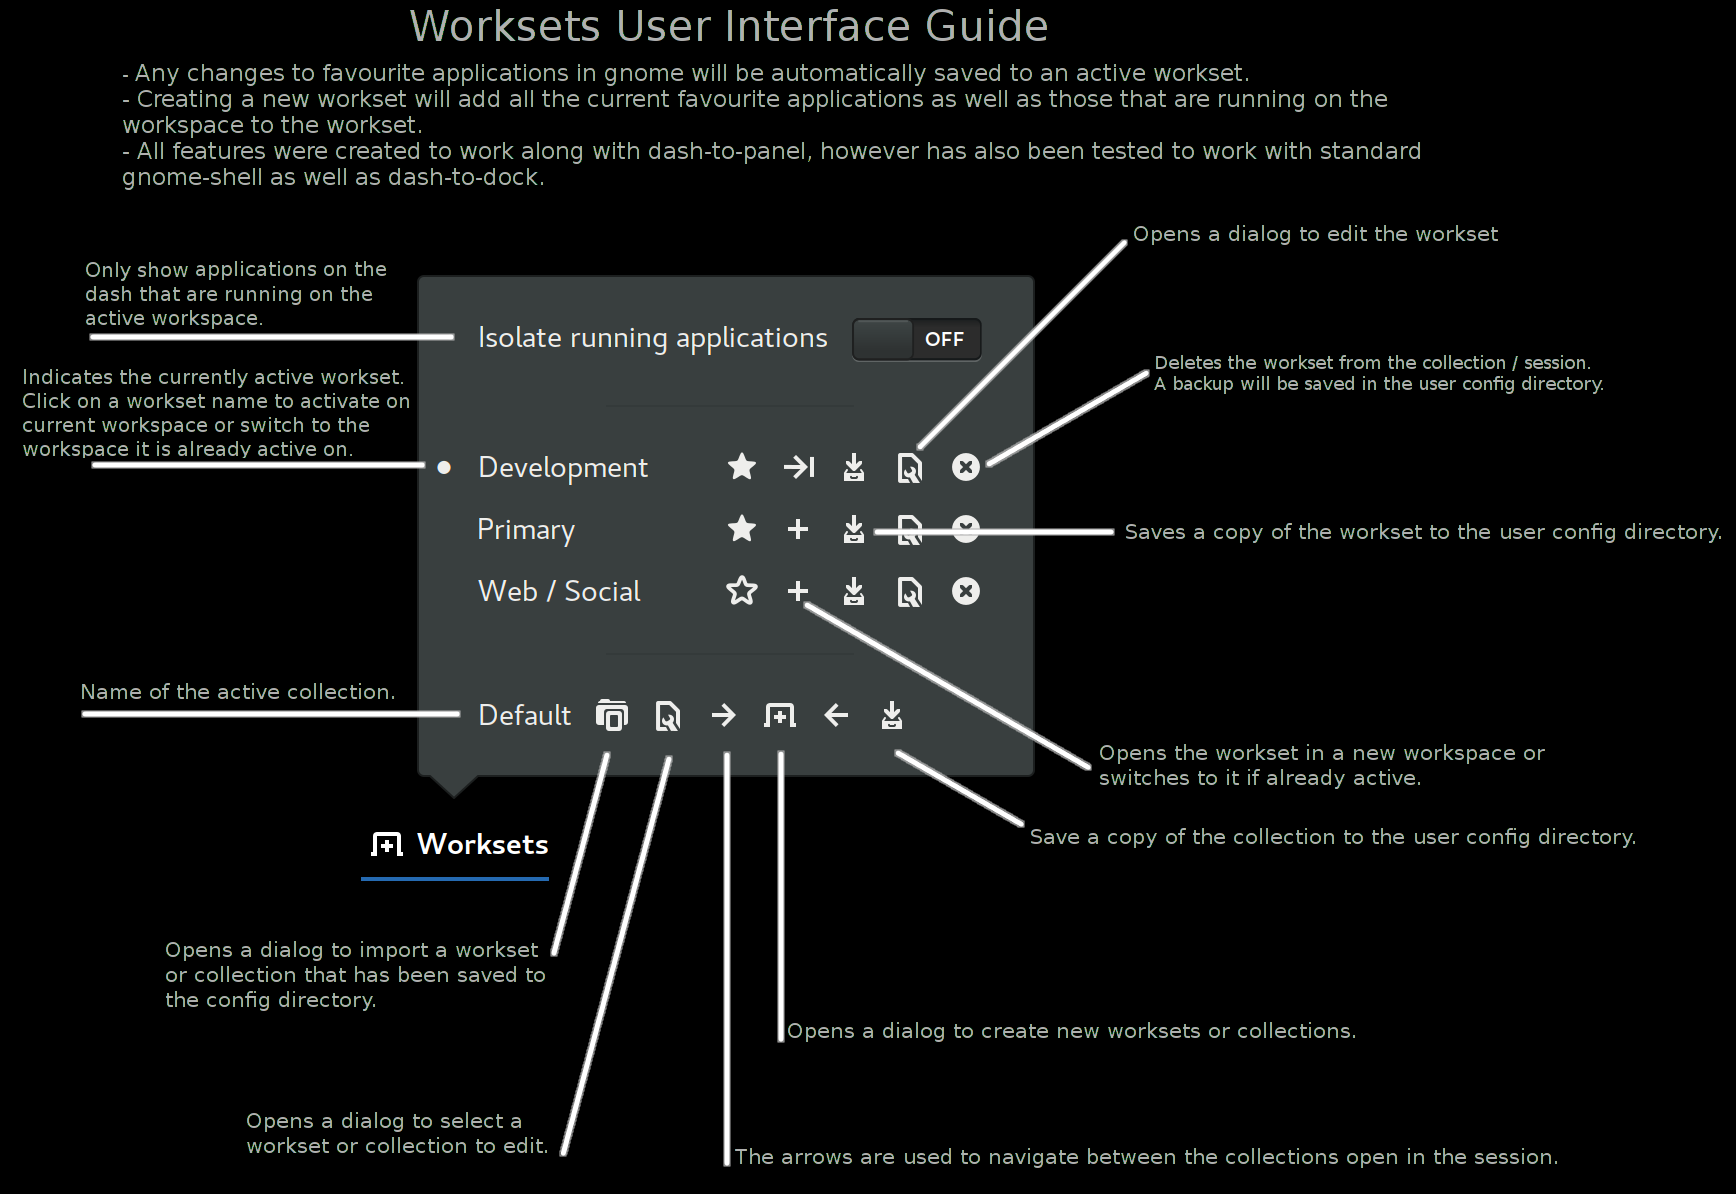 Worksets User Interface Guide
- Any changes to favourite applications in gnome will be automatically saved to an active workset.
- Creating a new workset will add all the current favourite applications as well as those that are running on the
workspace to the workset.
- All features were created to work along with dash-to-panel, however has also been tested to work with standard
gnome-shell as well as dash-to-dock.
Opens a dialog to edit the workset
Only show applications on the
dash that are running on the
active workspace.
Isolate running applications OFF
Deletes the workset from the collection / session.
A backup will be saved in the user config directory.
Indicates the currently active workset.
Click on a workset name to activate on
current workspace or switch to the
workspace it is already active on.
Development
Primary
Saves a copy of the workset to the user config directory.
Web / Social
Name of the active collection.
Default
Opens the workset in a new workspace or
switches to it if already active.
Save a copy of the collection to the user config directory.
Worksets
Opens a dialog to import a workset
or collection that has been saved to
the config directory.
Opens a dialog to create new worksets or collections.
Opens a dialog to select a
workset or collection to edit.
The arrows are used to navigate between the collections open in the session.